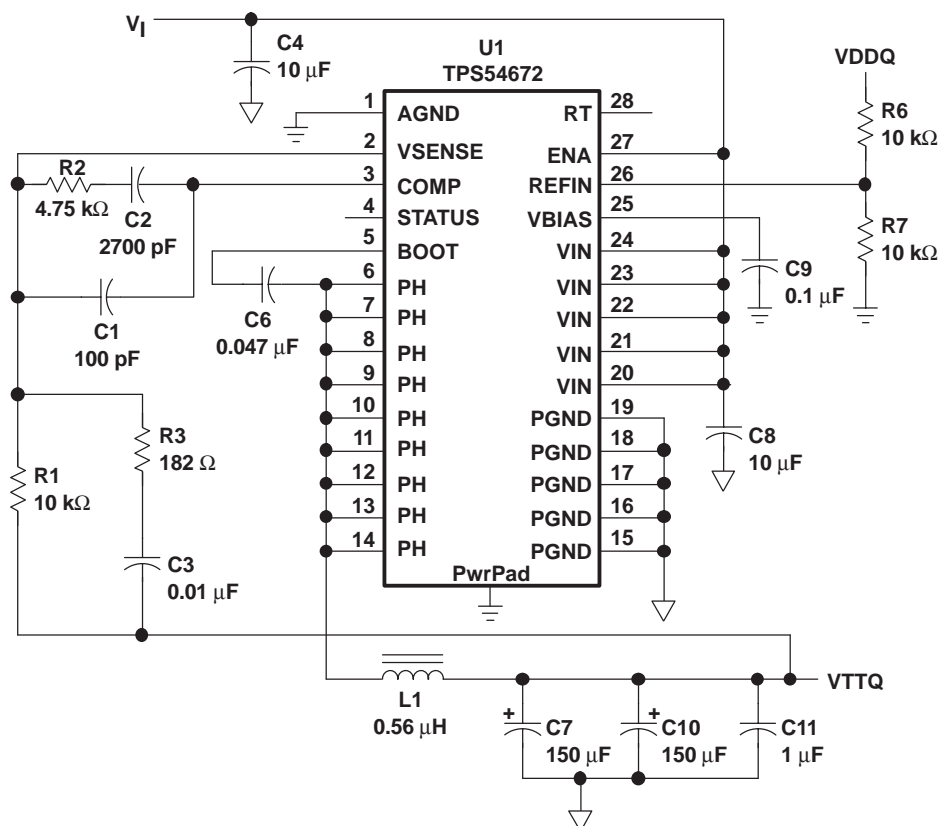 VI
C4
10 µF
U1
TPS54672
VDDQ
R6
10 kΩ
R7
10 kΩ
1 AGND
2 VSENSE
3 COMP
4 STATUS
5 BOOT
6 PH
7 PH
8 PH
9 PH
10 PH
11 PH
12 PH
13 PH
14 PH
RT 28
ENA 27
REFIN 26
VBIAS 25
VIN 24
VIN 23
VIN 22
VIN 21
VIN 20
PGND 19
PGND 18
PGND 17
PGND 16
PGND 15
PwrPad
R2
4.75 kΩ
C2
2700 pF
C1
100 pF
C6
0.047 µF
C9
0.1 µF
C8
10 µF
R3
182 Ω
R1
10 kΩ
C3
0.01 µF
L1
0.56 µH
VTTQ
+ C7
150 µF
+ C10
150 µF
C11
1 µF